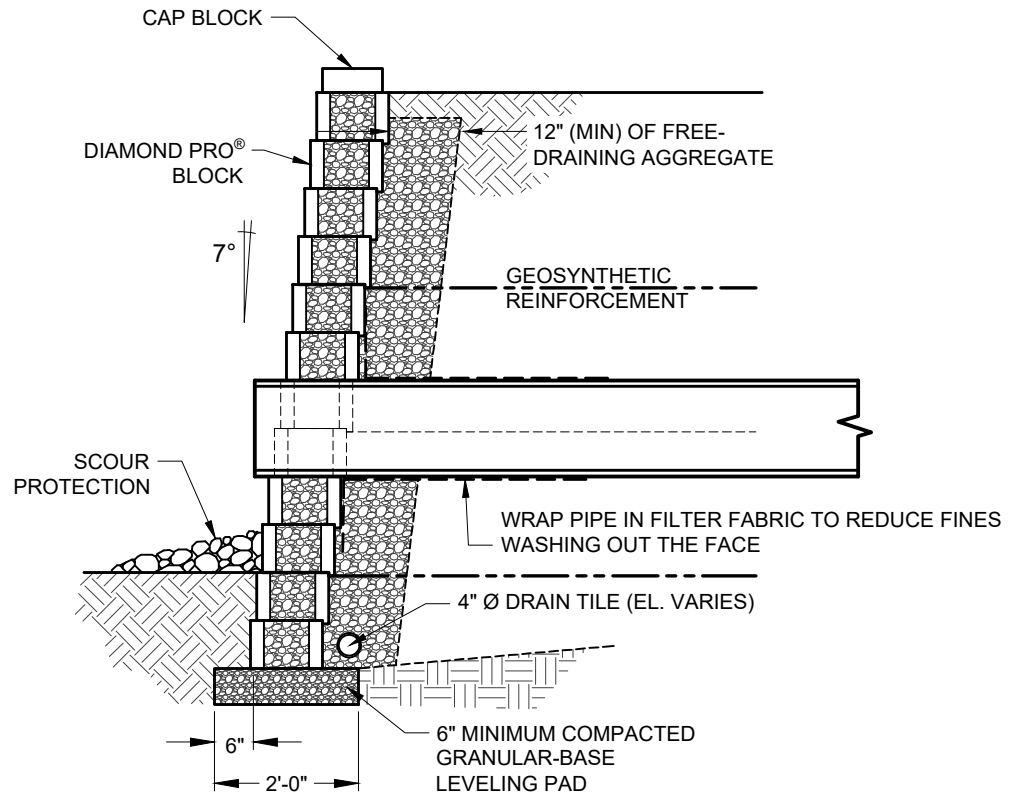 CAP BLOCK
DIAMOND PRO®
BLOCK
12" (MIN) OF FREE-
DRAINING AGGREGATE
7°
GEOSYNTHETIC
REINFORCEMENT
SCOUR
PROTECTION
WRAP PIPE IN FILTER FABRIC TO REDUCE FINES
WASHING OUT THE FACE
4" Ø DRAIN TILE (EL. VARIES)
6" MINIMUM COMPACTED
GRANULAR-BASE
LEVELING PAD
6"
2'-0"